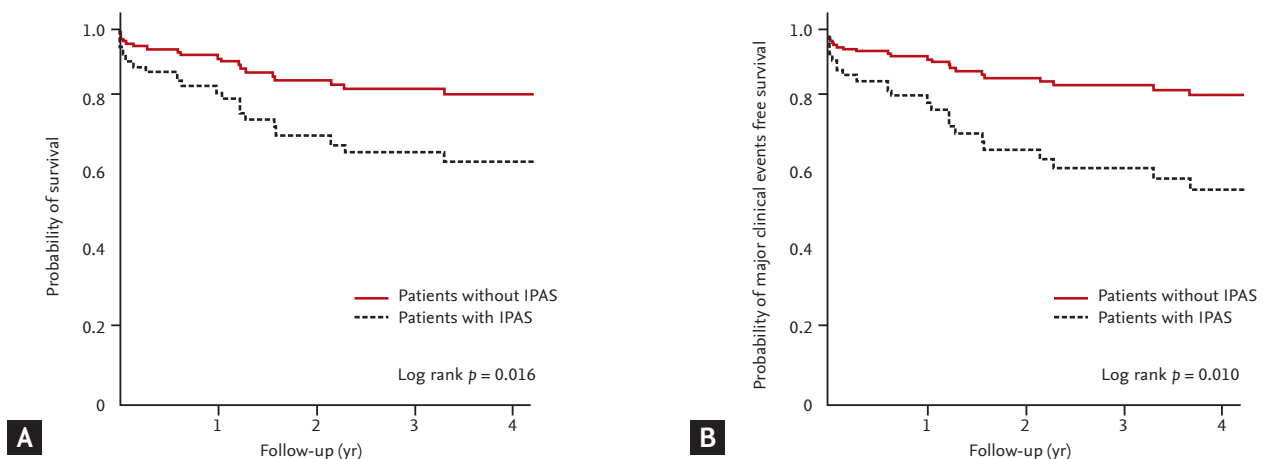 Probability of survival
1.0
0.8
0.6
0.4
0.2
0
1
2
3
4
Follow-up (yr)
Patients without IPAS
Patients with IPAS
Log rank p = 0.016
A
Probability of major clinical events free survival
1.0
0.8
0.6
0.4
0.2
0
1
2
3
4
Follow-up (yr)
Patients without IPAS
Patients with IPAS
Log rank p = 0.010
B